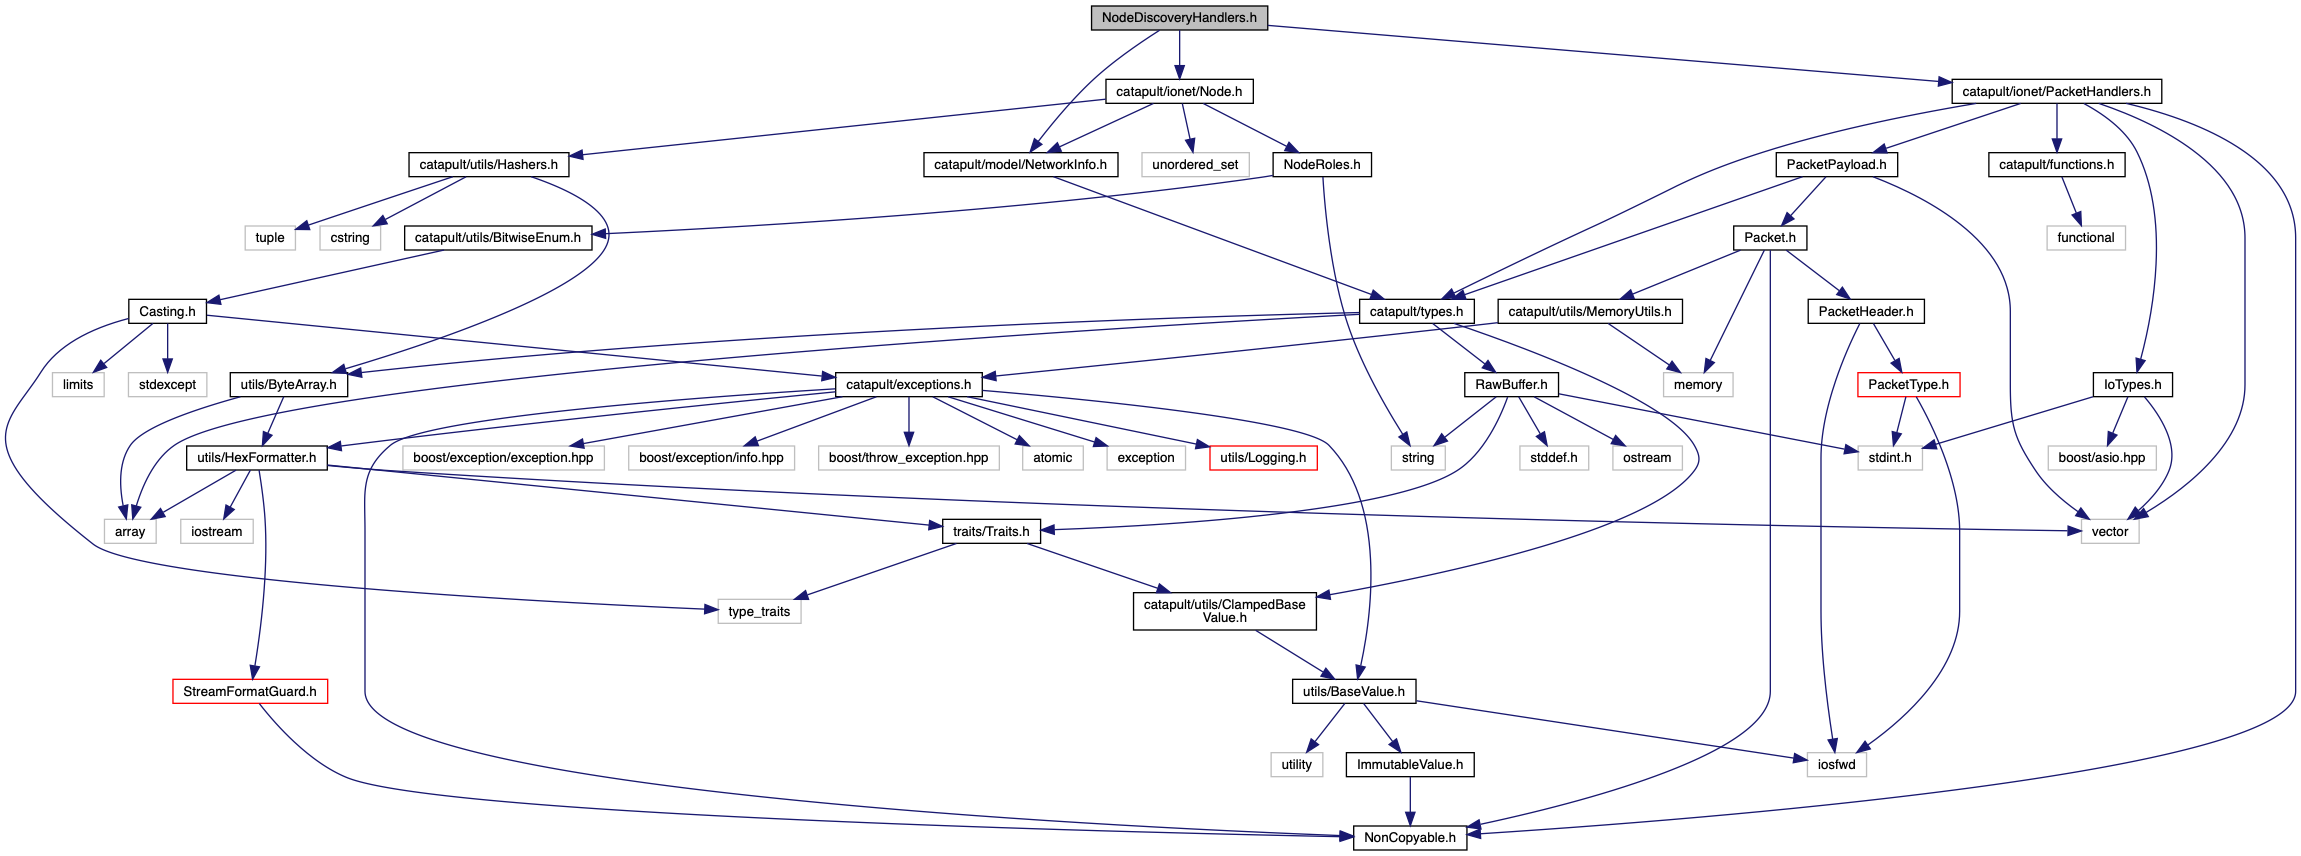 NodeDiscoveryHandlers.h
catapult/ionet/Node.h
catapult/ionet/PacketHandlers.h
catapult/utils/Hashers.h
catapult/model/NetworkInfo.h
unordered_set
NodeRoles.h
PacketPayload.h
catapult/functions.h
tuple
cstring
catapult/utils/BitwiseEnum.h
Packet.h
functional
Casting.h
catapult/types.h
catapult/utils/MemoryUtils.h
PacketHeader.h
limits
stdexcept
utils/ByteArray.h
catapult/exceptions.h
RawBuffer.h
memory
PacketType.h
IoTypes.h
utils/HexFormatter.h
boost/exception/exception.hpp
boost/exception/info.hpp
boost/throw_exception.hpp
atomic
exception
utils/Logging.h
string
stddef.h
ostream
stdint.h
boost/asio.hpp
array
iostream
traits/Traits.h
vector
type_traits
catapult/utils/ClampedBase
Value.h
StreamFormatGuard.h
utils/BaseValue.h
utility
ImmutableValue.h
iosfwd
NonCopyable.h